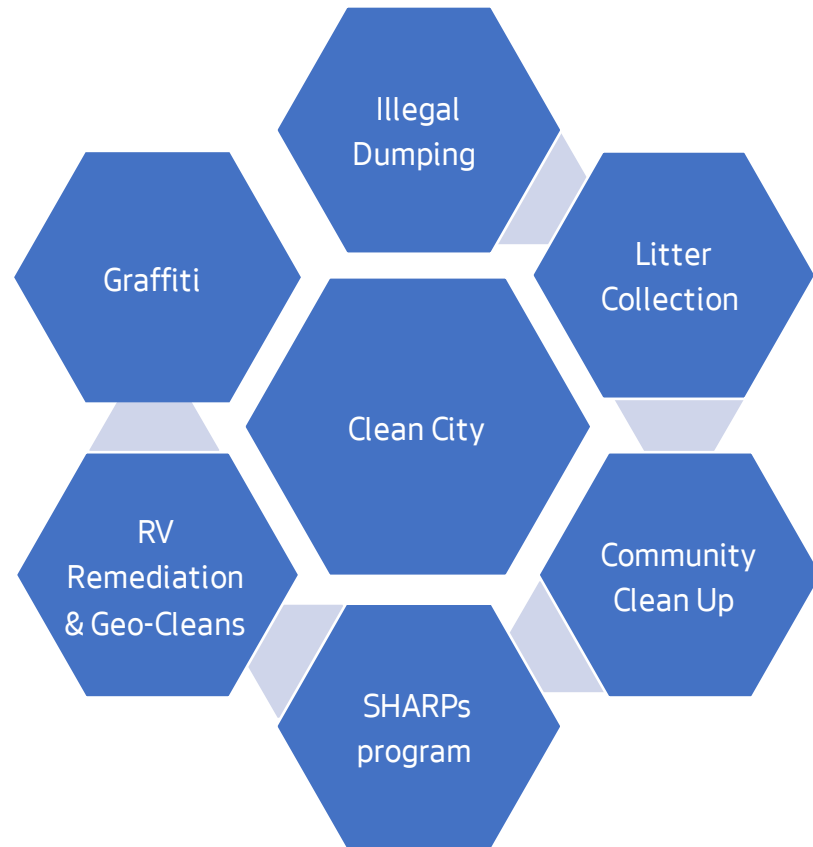 Illegal
Dumping
Litter
Collection
Graffiti
Clean City
Community
Clean Up
RV
Remediation
& Geo-Cleans
SHARPs
program